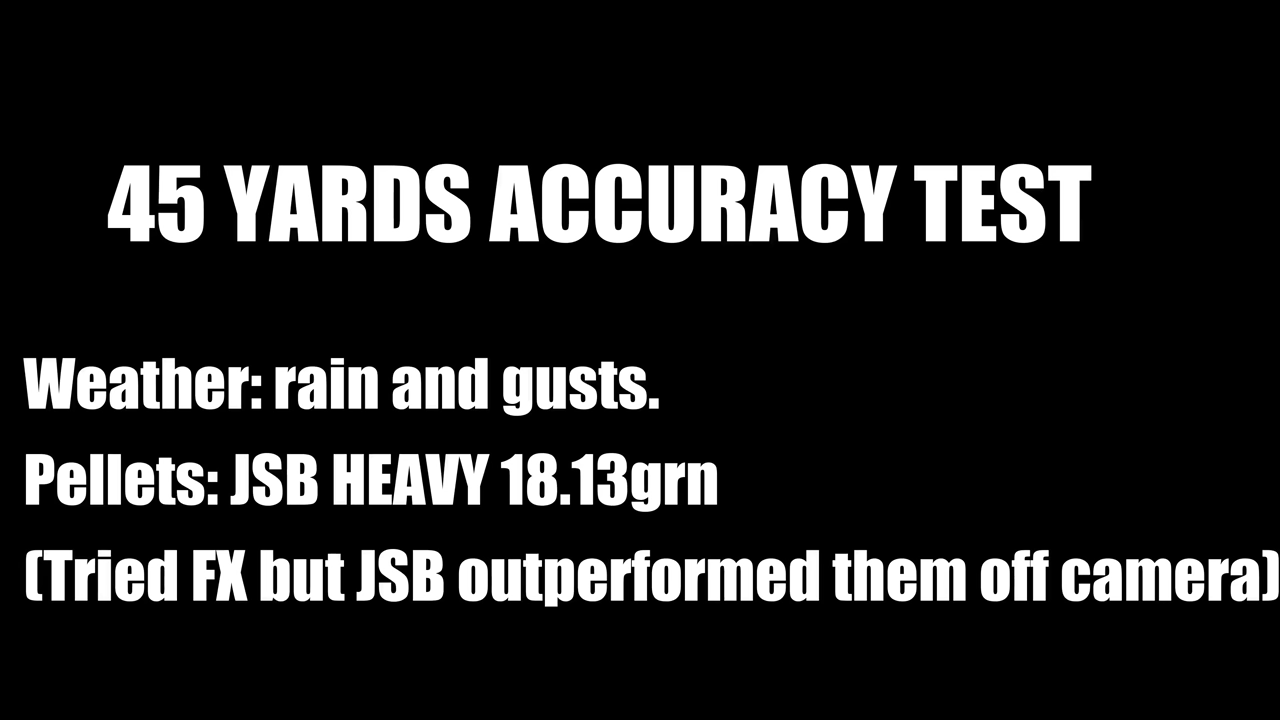 45 YARDS ACCURACY TEST
Weather: rain and gusts.
Pellets: JSB HEAVY 18.13grn
(Tried FX but JSB outperformed them off camera)